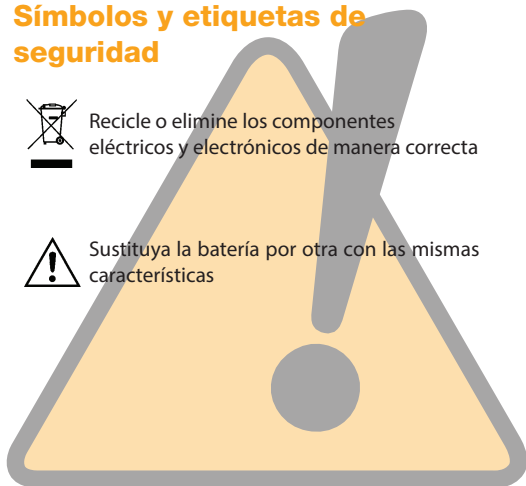 Símbolos y etiquetas de
seguridad
Recicle o elimine los componentes
eléctricos y electrónicos de manera correcta
Sustituya la batería por otra con las mismas
características